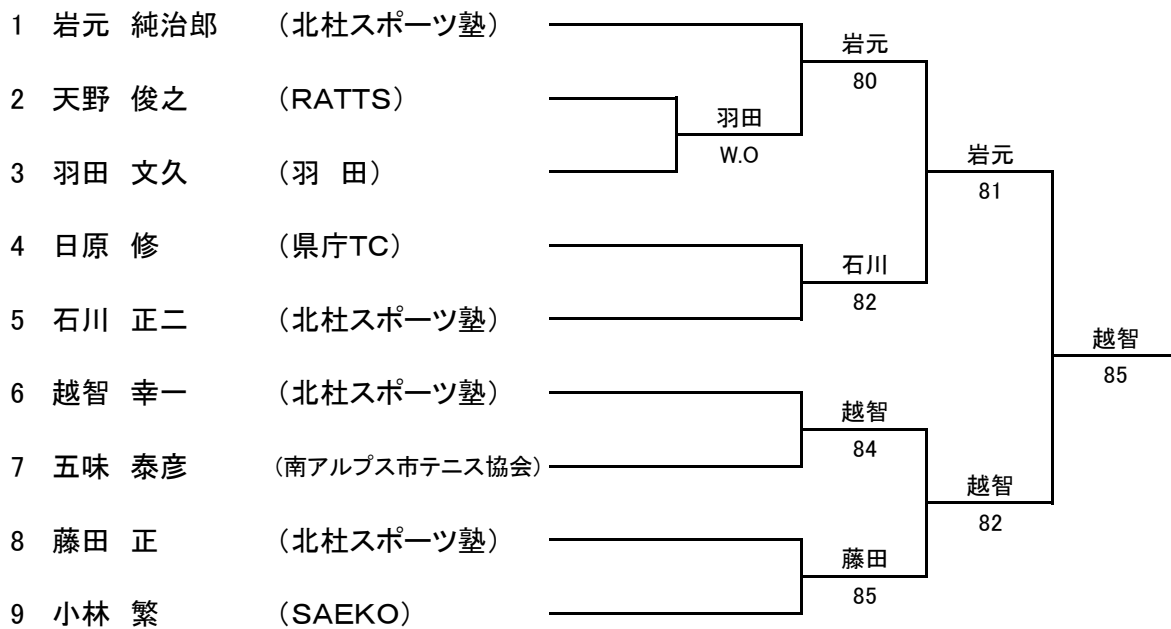 1 岩元 純治郎 （北杜スポーツ塾）
岩元
80
2 天野 俊之 （RATTS）
羽田
W.O
3 羽田 文久 （羽 田）
岩元
81
4 日原 修 （県庁TC）
石川
82
5 石川 正二 （北杜スポーツ塾）
越智
85
6 越智 幸一 （北杜スポーツ塾）
越智
84
7 五味 泰彦 （南アルプス市テニス協会）
越智
82
8 藤田 正 （北杜スポーツ塾）
藤田
85
9 小林 繁 （SAEKO）